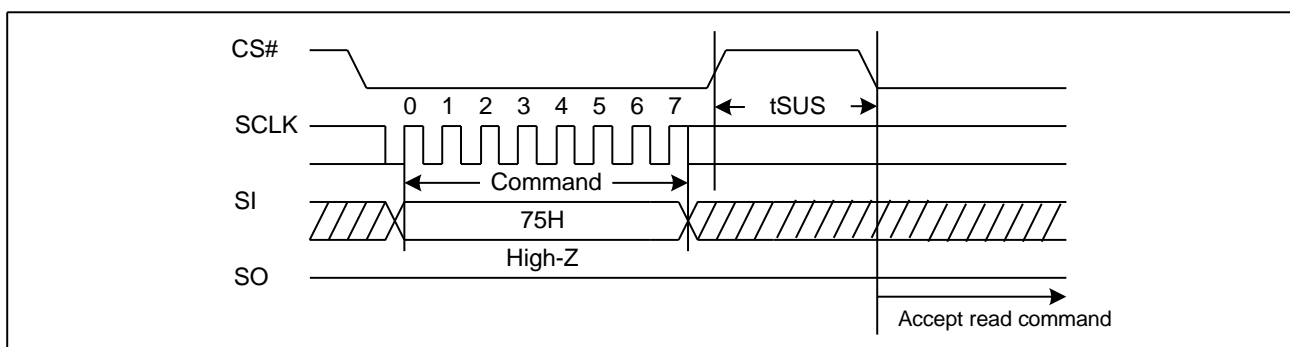 CS#
tSUS
0 1 2 3 4 5 6 7
SCLK
Command
SI
75H
High-Z
SO
Accept read command